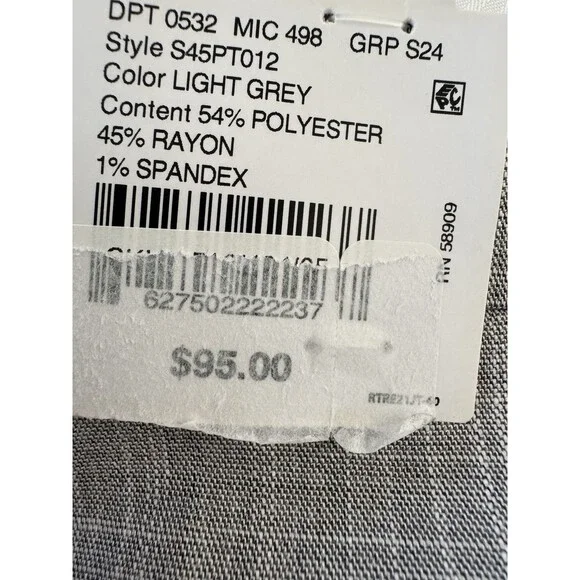 DPT 0532 MIC 498 GRP S24
Style S45PT012
Color LIGHT GREY
Content 54% POLYESTER
45% RAYON
1% SPANDEX
EPC™
RN 58909
627502222237
$95.00